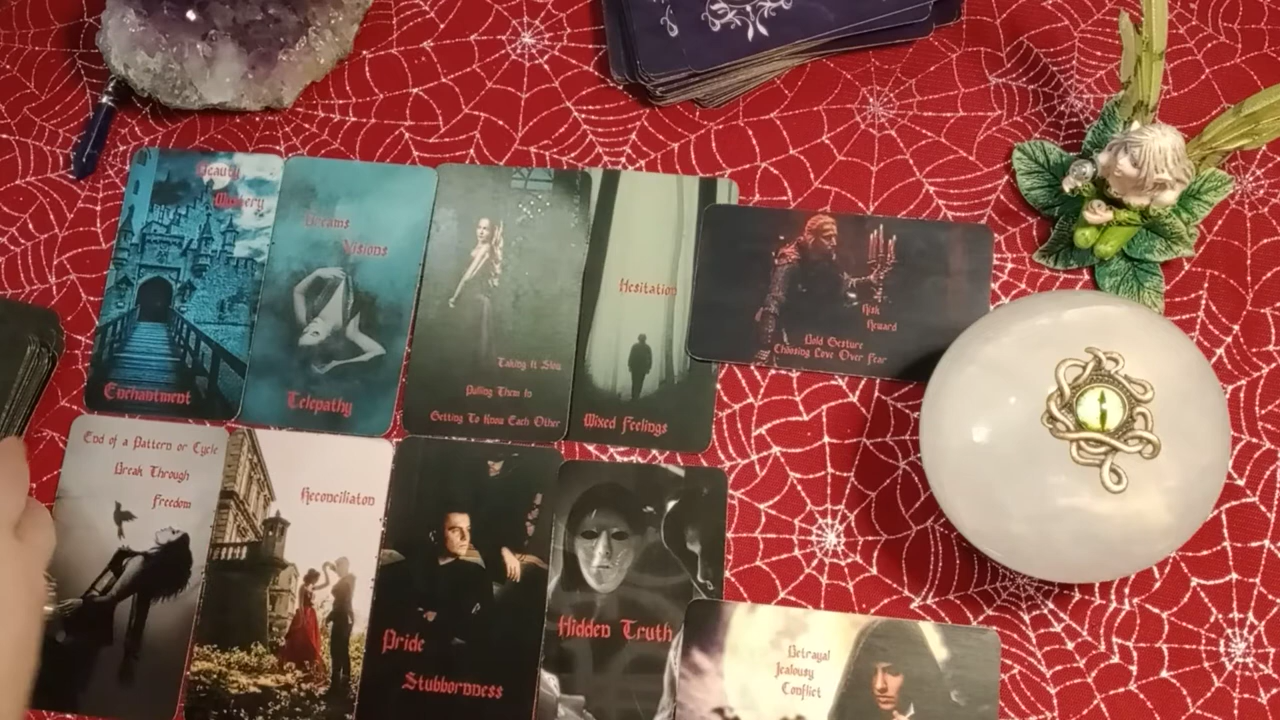 Beauty
Mystery
Enchantment
Dreams
Visions
Telepathy
Taking It Slow
Pulling Them In
Getting To Know Each Other
Hesitation
Mixed Feelings
Risk
Reward
Bold Gesture
Choosing Love Over Fear
End of a Pattern or Cycle
Break Through
Freedom
Reconciliaton
Pride
Stubbornness
Hidden Truth
Betrayal
Jealousy
Conflict